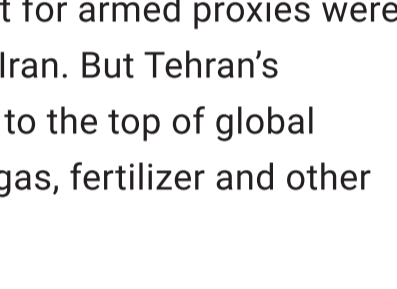 for armed proxies were
Iran. But Tehran’s
to the top of global
gas, fertilizer and other